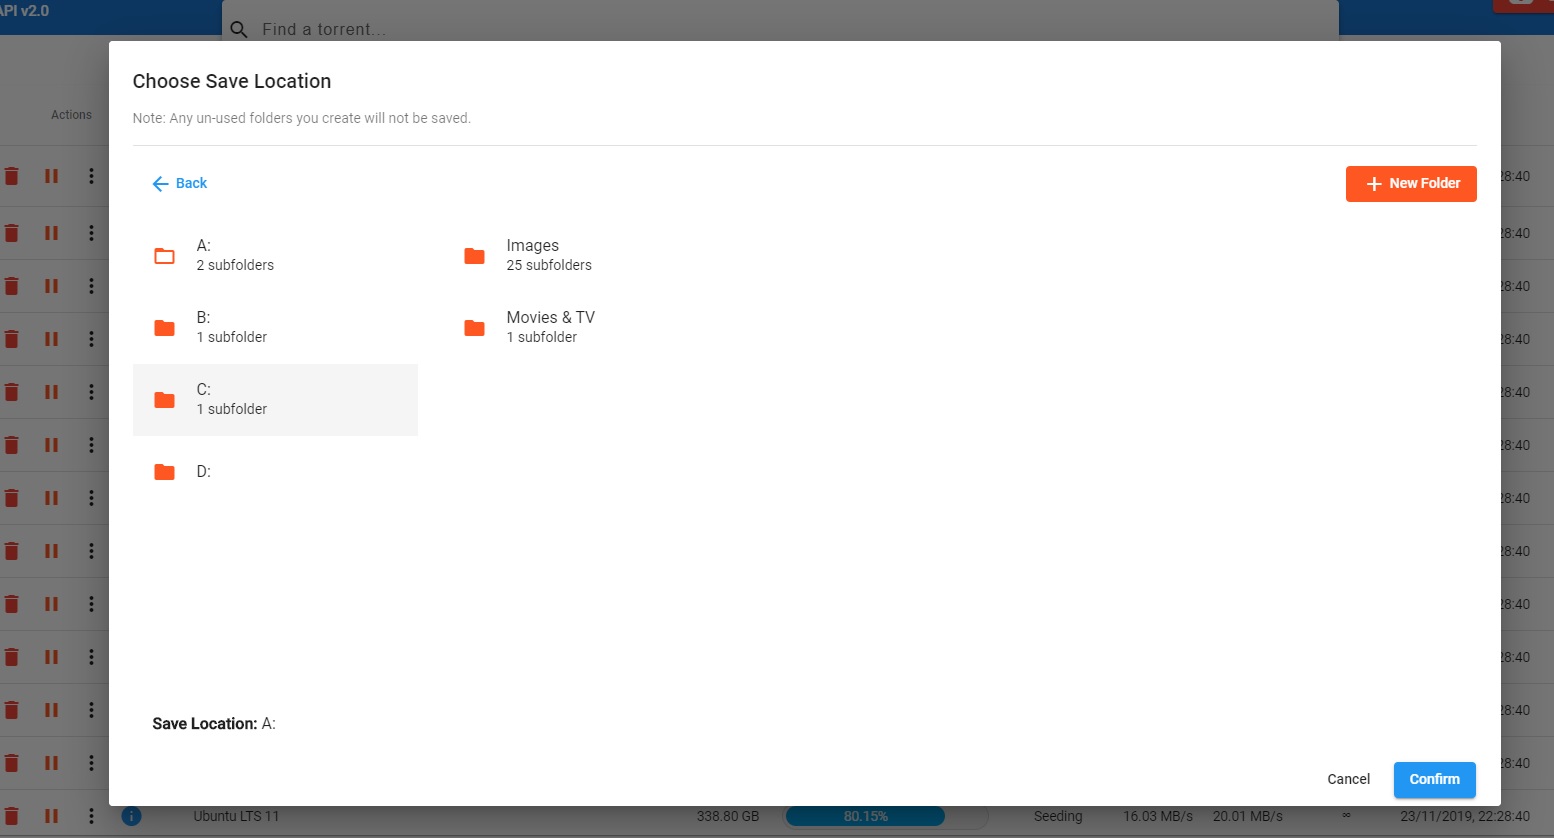 API v2.0
Find a torrent...
Choose Save Location
Note: Any un-used folders you create will not be saved.
Actions
Back
New Folder
28:40
A:
2 subfolders
Images
25 subfolders
28:40
28:40
B:
1 subfolder
Movies & TV
1 subfolder
28:40
C:
1 subfolder
28:40
28:40
D:
28:40
28:40
28:40
28:40
28:40
Save Location: A:
28:40
Cancel
Confirm
Ubuntu LTS 11 338.80 GB 80.15% Seeding 16.03 MB/s 20.01 MB/s ∞ 23/11/2019, 22:28:40